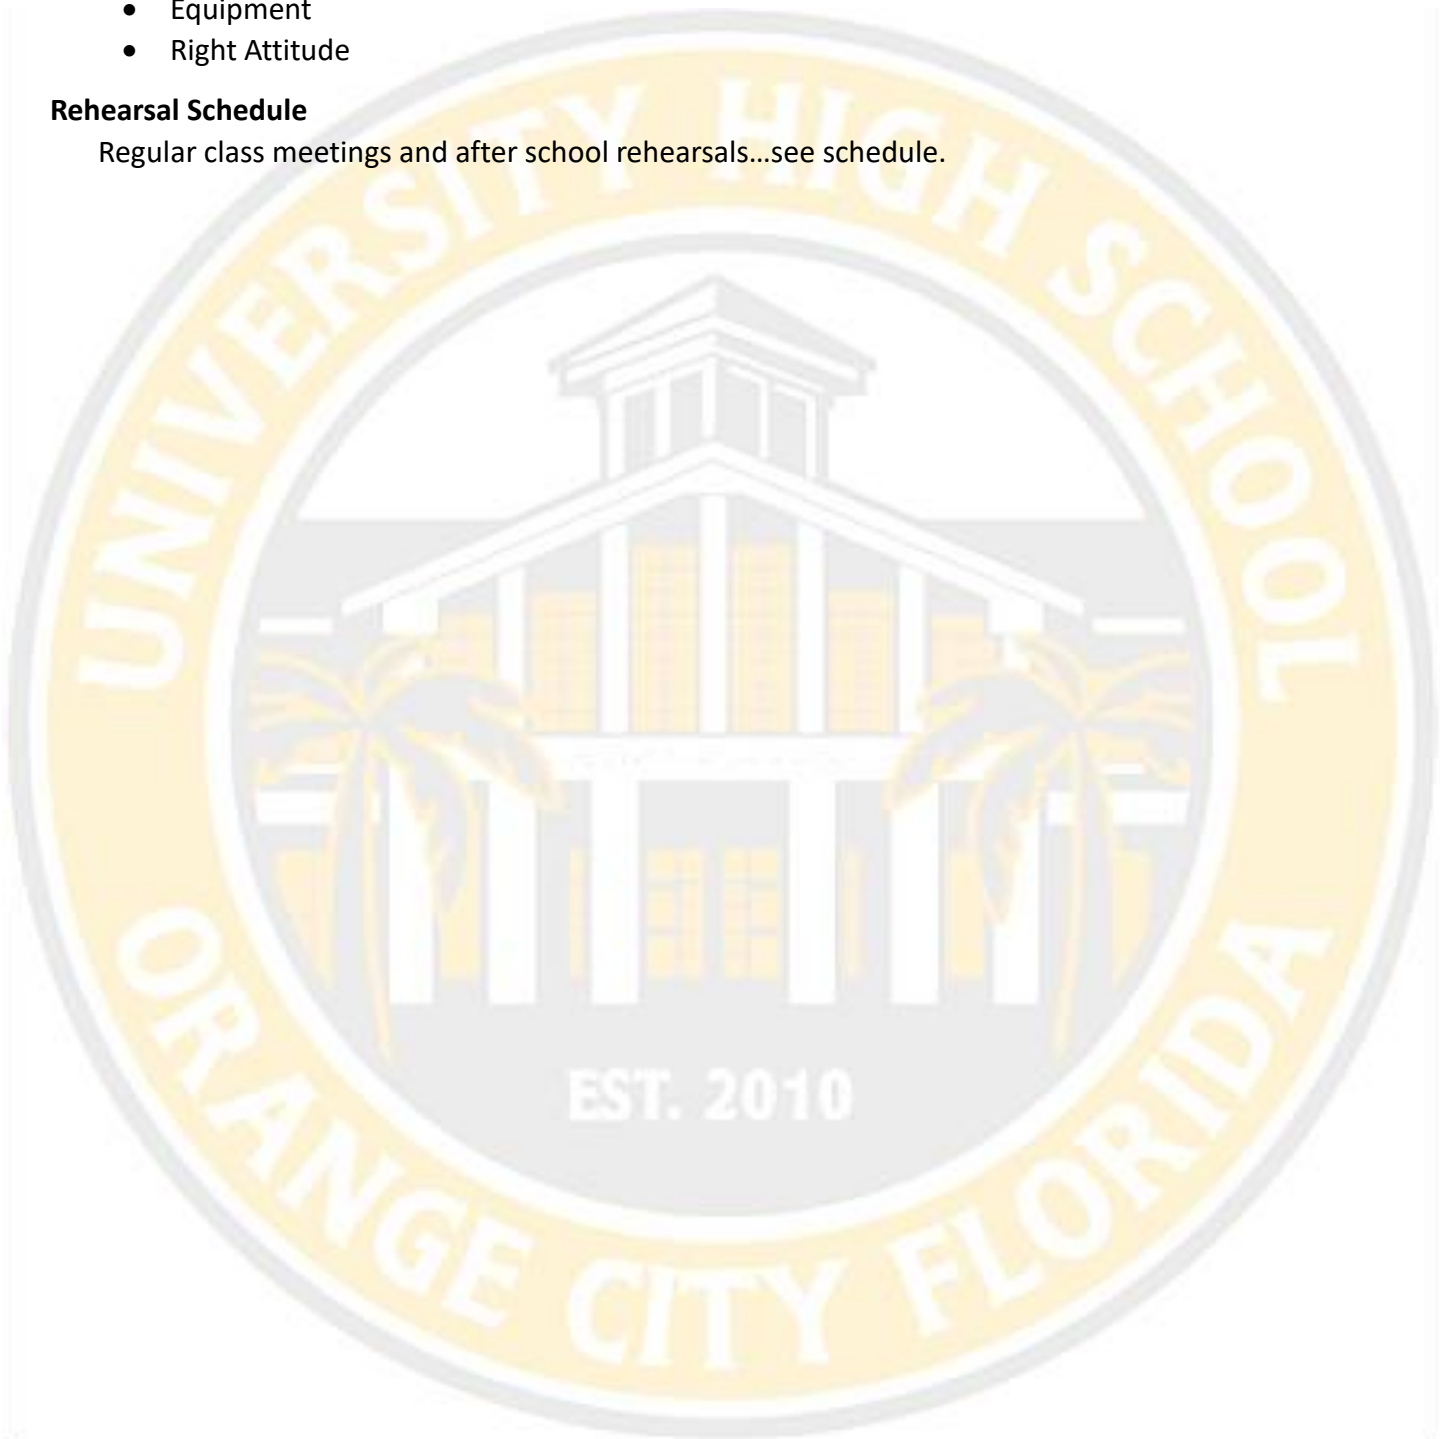 • Equipment
• Right Attitude
Rehearsal Schedule
Regular class meetings and after school rehearsals…see schedule.
UNIVERSITY HIGH SCHOOL
EST. 2010
ORANGE CITY FLORIDA